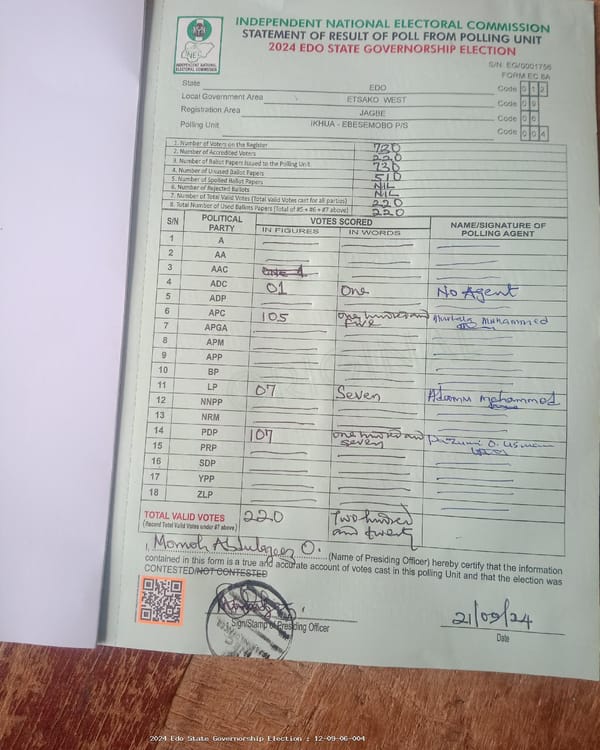 INDEPENDENT NATIONAL ELECTORAL COMMISSION
STATEMENT OF RESULT OF POLL FROM POLLING UNIT
2024 EDO STATE GOVERNORSHIP ELECTION
INDEPENDENT NATIONAL ELECTORAL COMMISSION
S/N: EG/0001756
FORM EC 8A
State EDO Code 0 1 2
Local Government Area ETSAKO WEST Code 0 9
Registration Area JAGBE Code 0 6
Polling Unit IKHUA - EBESEMOBO P/S Code 0 0 4
1. Number of Voters on the Register 730
2. Number of Accredited Voters 220
3. Number of Ballot Papers Issued to the Polling Unit 730
4. Number of Unused Ballot Papers 510
5. Number of Spoiled Ballot Papers NIL
6. Number of Rejected Ballots NIL
7. Number of Total Valid Votes (Total Valid Votes cast for all parties) 220
8. Total Number of Used Ballots Papers (Total of #5 + #6 + #7 above) 220
S/N POLITICAL PARTY VOTES SCORED NAME/SIGNATURE OF POLLING AGENT
IN FIGURES IN WORDS
1 A
2 AA
3 AAC
4 ADC 01 One No Agent
5 ADP
6 APC 105 One hundred and Five Muhammed
7 APGA
8 APM
9 APP
10 BP
11 LP 07 Seven Adamu Mohammed
12 NNPP
13 NRM
14 PDP 107 One hundred and seven O. Usman
15 PRP
16 SDP
17 YPP
18 ZLP
TOTAL VALID VOTES 220 Two hundred and twenty
(Record Total Valid Votes under #7 above)
I, Momoh Abdulazeez O. (Name of Presiding Officer) hereby certify that the information
contained in this form is a true and accurate account of votes cast in this polling Unit and that the election was
CONTESTED/NOT CONTESTED
Sign/Stamp of Presiding Officer
21/09/24
Date
2024 Edo State Governorship Election : 12-09-06-004